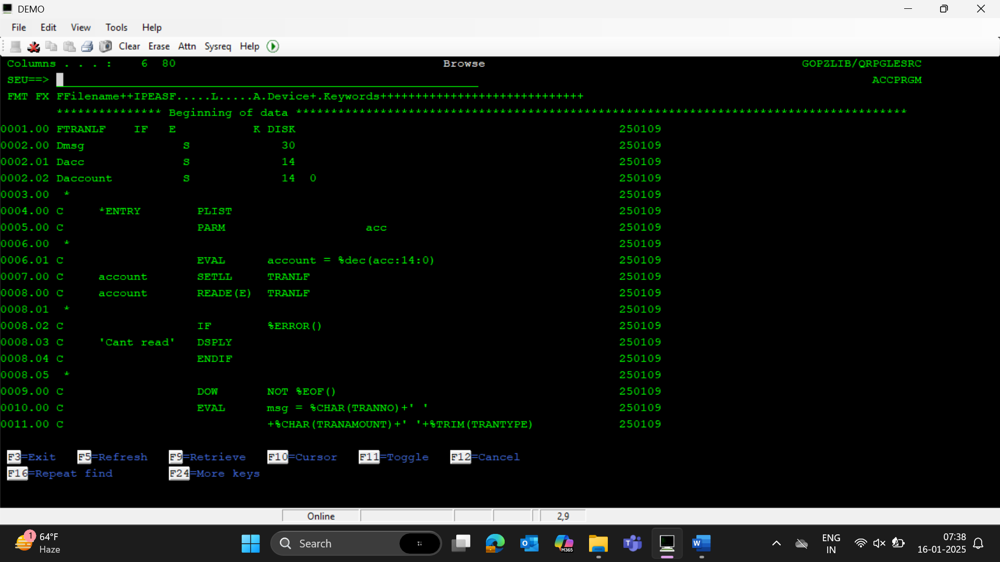 DEMO
File Edit View Tools Help
Clear Erase Attn Sysreq Help
Columns . . . :    6  80                                      Browse                                             GOPZLIB/QRPGLESRC
SEU==>                                                                                                                     ACCPRGM
FMT FX FFilename++IPEASF.....L.....A.Device+.Keywords+++++++++++++++++++++++++++++
       *************** Beginning of data ***************************************************************************************
0001.00 FTRANLF    IF   E           K DISK                                              250109
0002.00 Dmsg              S             30                                              250109
0002.01 Dacc              S             14                                              250109
0002.02 Daccount          S             14  0                                           250109
0003.00  *                                                                              250109
0004.00 C     *ENTRY        PLIST                                                       250109
0005.00 C                   PARM                    acc                                 250109
0006.00  *                                                                              250109
0006.01 C                   EVAL      account = %dec(acc:14:0)                          250109
0007.00 C     account       SETLL     TRANLF                                            250109
0008.00 C     account       READE(E)  TRANLF                                            250109
0008.01  *                                                                              250109
0008.02 C                   IF        %ERROR()                                          250109
0008.03 C     'Cant read'   DSPLY                                                       250109
0008.04 C                   ENDIF                                                       250109
0008.05  *                                                                              250109
0009.00 C                   DOW       NOT %EOF()                                        250109
0010.00 C                   EVAL      msg = %CHAR(TRANNO)+' '                           250109
0011.00 C                             +%CHAR(TRANAMOUNT)+' '+%TRIM(TRANTYPE)            250109
F3=Exit   F5=Refresh   F9=Retrieve   F10=Cursor   F11=Toggle   F12=Cancel
F16=Repeat find        F24=More keys
Online 2,9
1 64°F
Haze
Search
M365
ENG
IN
07:38
16-01-2025